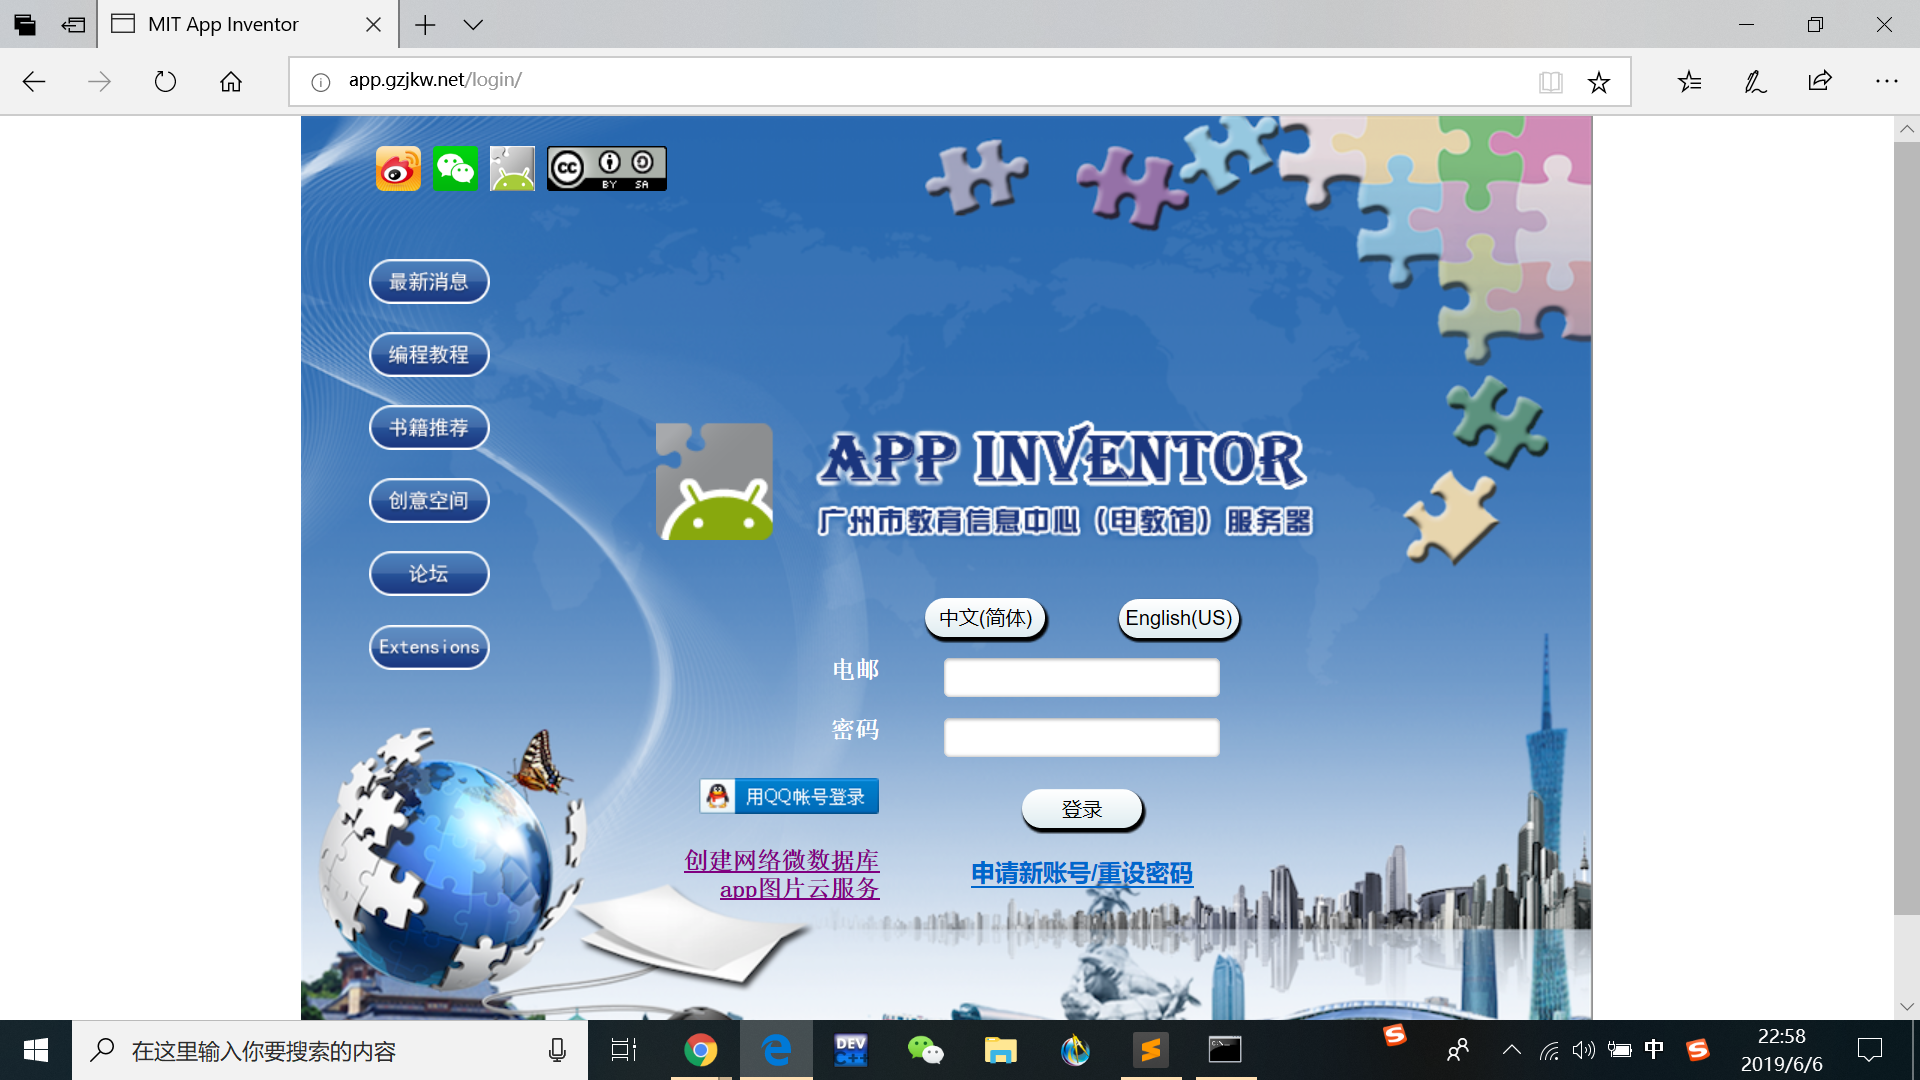 MIT App Inventor
app.gzjkw.net/login/
cc BY SA
最新消息
编程教程
书籍推荐
创意空间
论坛
Extensions
APP INVENTOR
广州市教育信息中心（电教馆）服务器
中文(简体)
English(US)
电邮
密码
用QQ帐号登录
登录
创建网络微数据库
app图片云服务
申请新账号/重设密码
在这里输入你要搜索的内容
DEV C++
中
22:58
2019/6/6